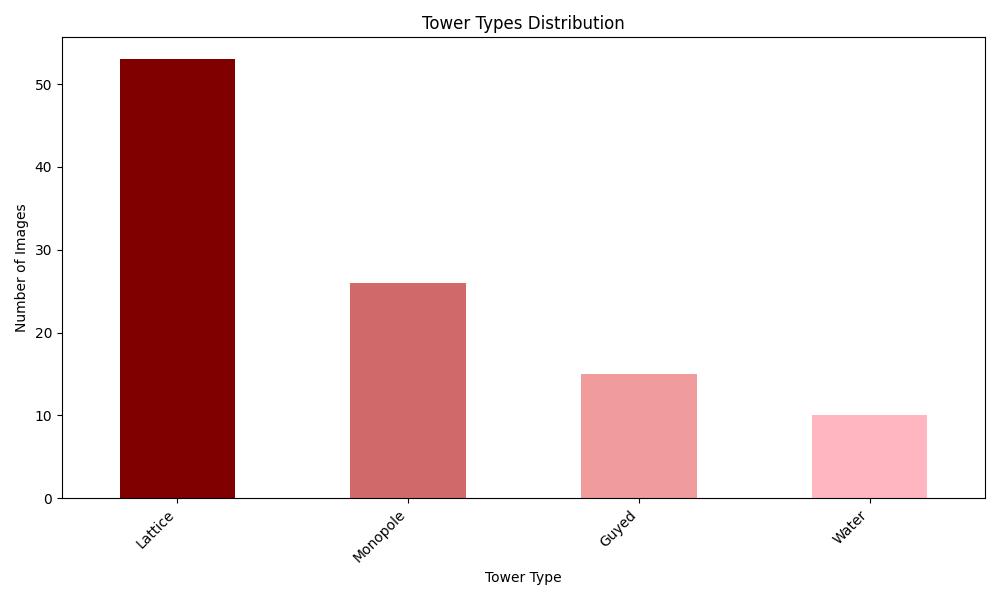 Tower Types Distribution
Number of Images
50
40
30
20
10
0
Lattice
Monopole
Guyed
Water
Tower Type